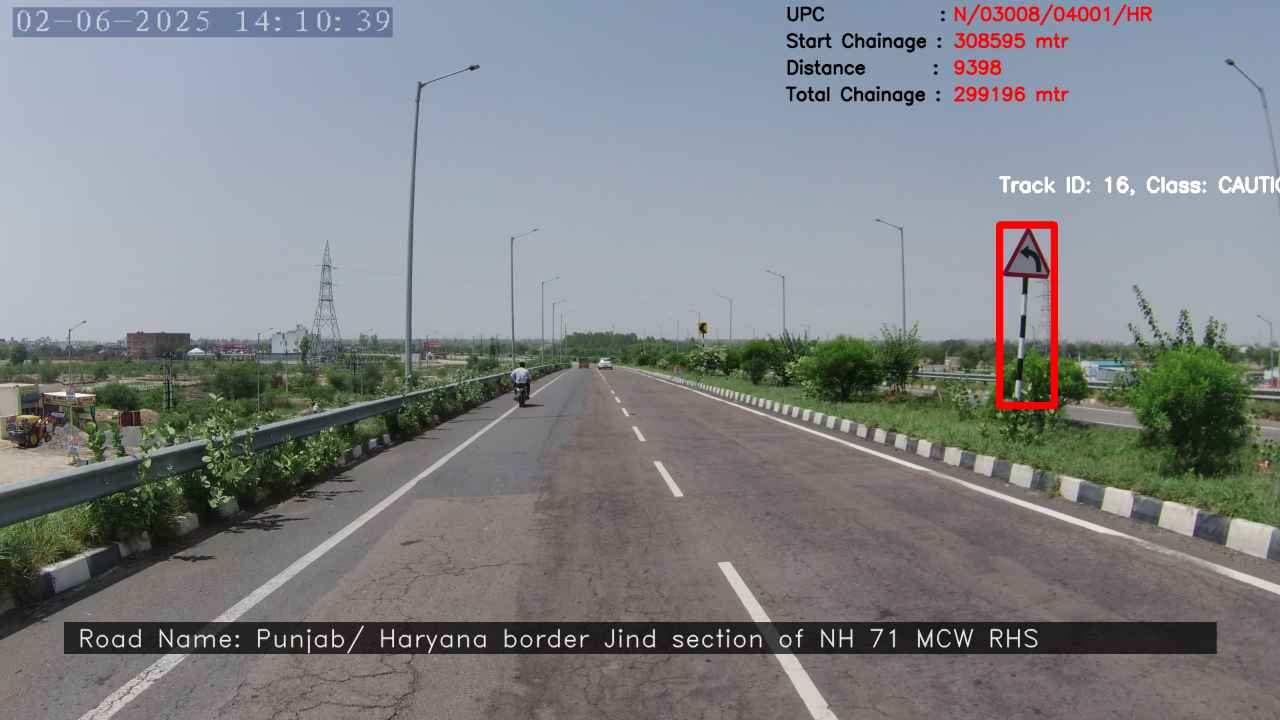 02-06-2025 14:10:39
UPC : N/03008/04001/HR
Start Chainage : 308595 mtr
Distance : 9398
Total Chainage : 299196 mtr
Track ID: 16, Class: CAUTIO
Road Name: Punjab/ Haryana border Jind section of NH 71 MCW RHS